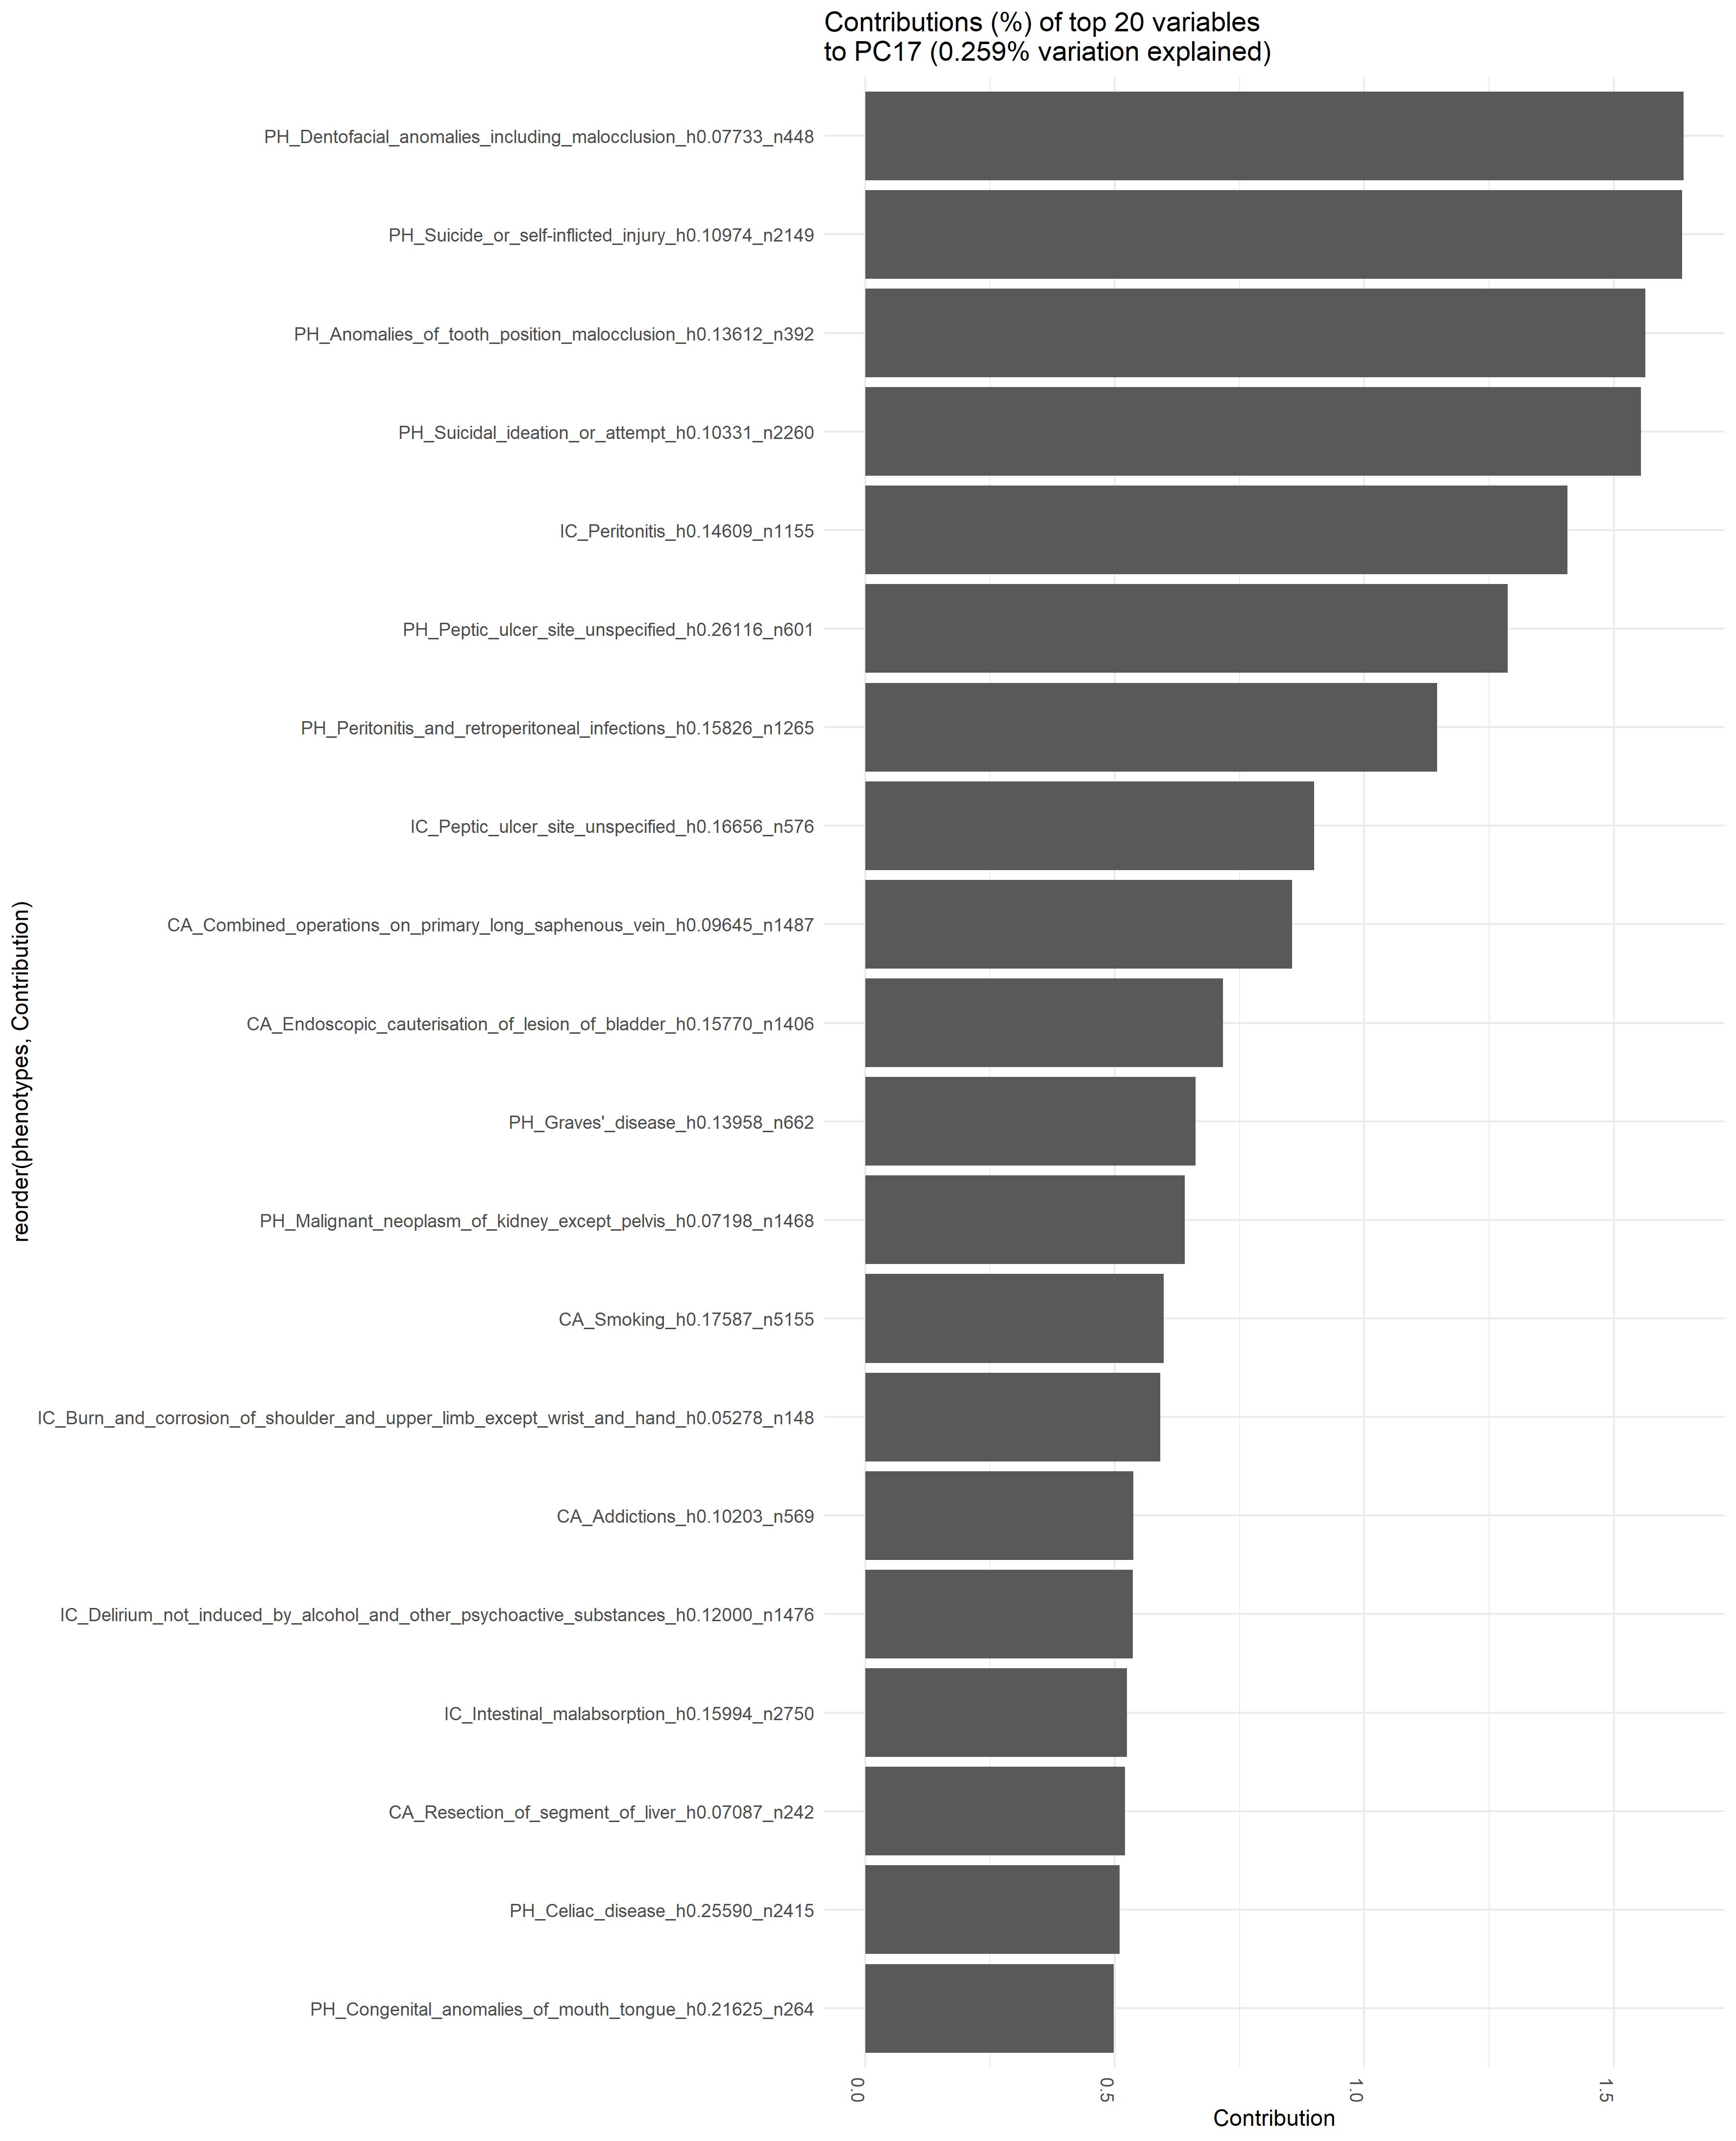 Contributions (%) of top 20 variables
to PC17 (0.259% variation explained)
PH_Dentofacial_anomalies_including_malocclusion_h0.07733_n448
PH_Suicide_or_self-inflicted_injury_h0.10974_n2149
PH_Anomalies_of_tooth_position_malocclusion_h0.13612_n392
PH_Suicidal_ideation_or_attempt_h0.10331_n2260
IC_Peritonitis_h0.14609_n1155
PH_Peptic_ulcer_site_unspecified_h0.26116_n601
PH_Peritonitis_and_retroperitoneal_infections_h0.15826_n1265
IC_Peptic_ulcer_site_unspecified_h0.16656_n576
CA_Combined_operations_on_primary_long_saphenous_vein_h0.09645_n1487
CA_Endoscopic_cauterisation_of_lesion_of_bladder_h0.15770_n1406
PH_Graves'_disease_h0.13958_n662
PH_Malignant_neoplasm_of_kidney_except_pelvis_h0.07198_n1468
CA_Smoking_h0.17587_n5155
IC_Burn_and_corrosion_of_shoulder_and_upper_limb_except_wrist_and_hand_h0.05278_n148
CA_Addictions_h0.10203_n569
IC_Delirium_not_induced_by_alcohol_and_other_psychoactive_substances_h0.12000_n1476
IC_Intestinal_malabsorption_h0.15994_n2750
CA_Resection_of_segment_of_liver_h0.07087_n242
PH_Celiac_disease_h0.25590_n2415
PH_Congenital_anomalies_of_mouth_tongue_h0.21625_n264
reorder(phenotypes, Contribution)
0.0
0.5
1.0
1.5
Contribution